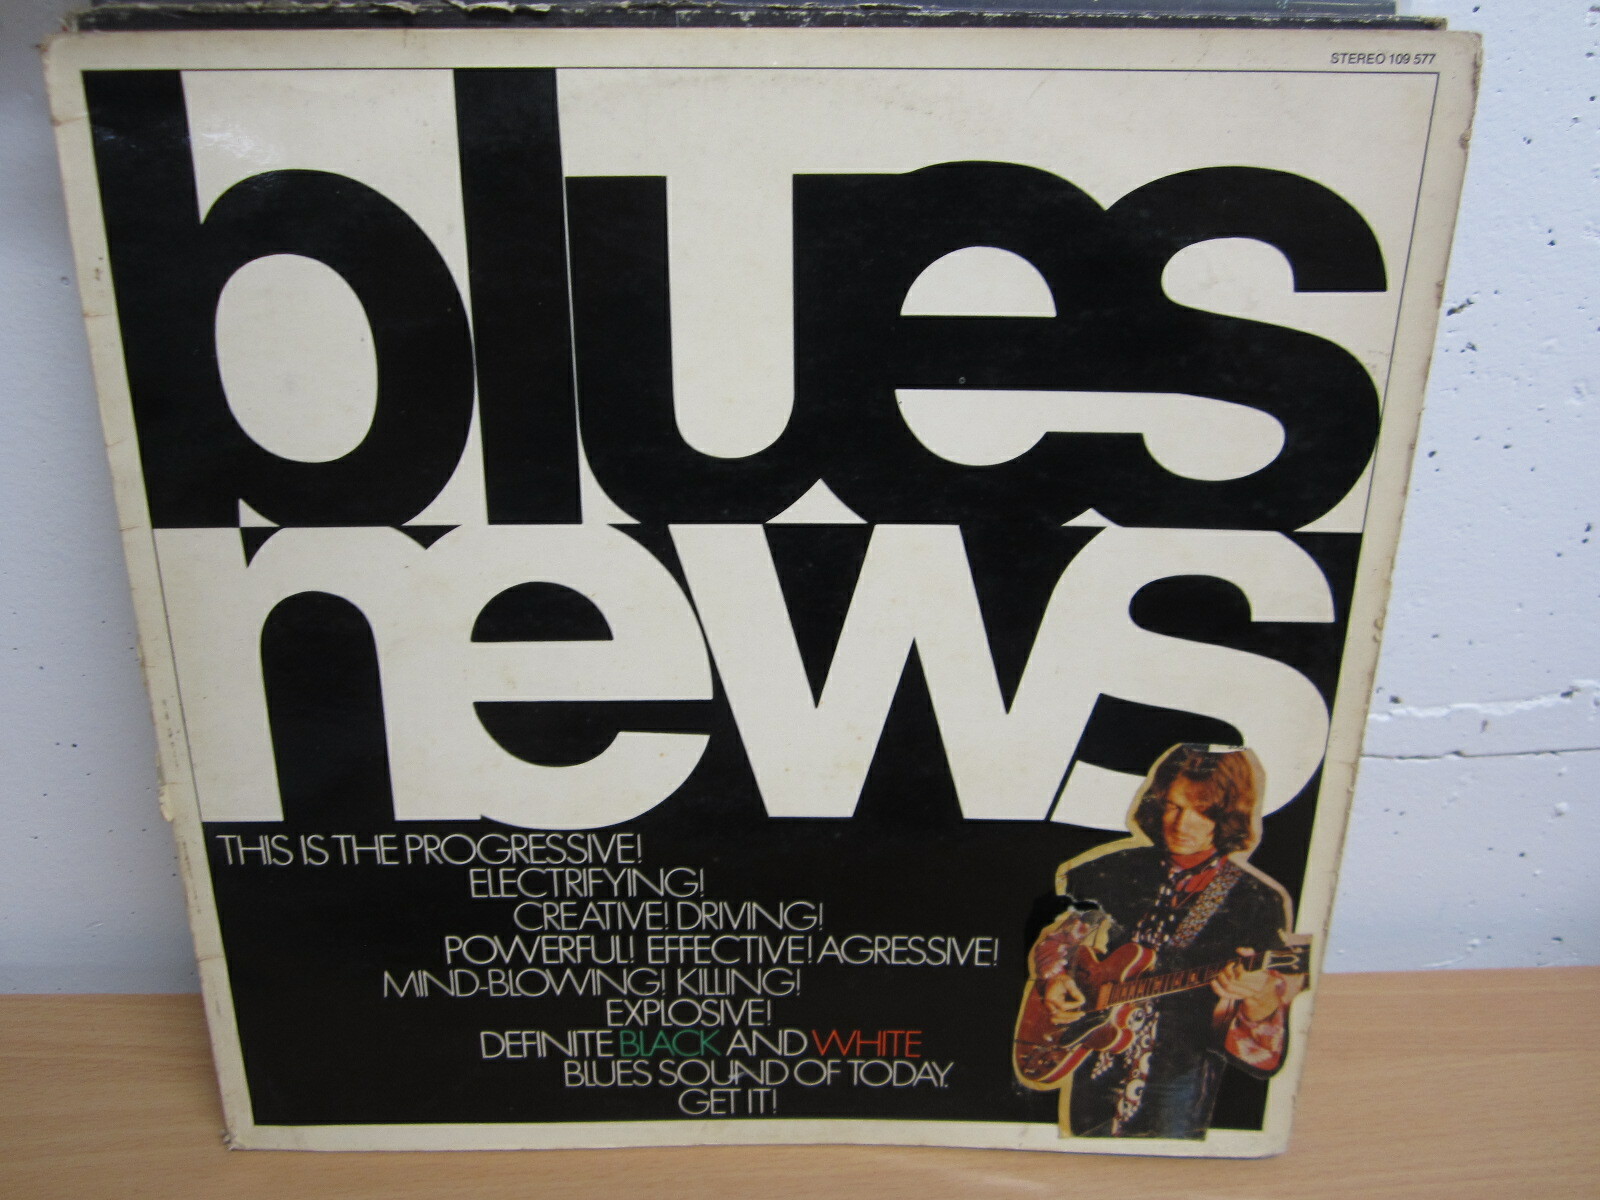 STEREO 109 577
blues
news
THIS IS THE PROGRESSIVE!
ELECTRIFYING!
CREATIVE! DRIVING!
POWERFUL! EFFECTIVE! AGRESSIVE!
MIND-BLOWING! KILLING!
EXPLOSIVE!
DEFINITE BLACK AND WHITE
BLUES SOUND OF TODAY.
GET IT!